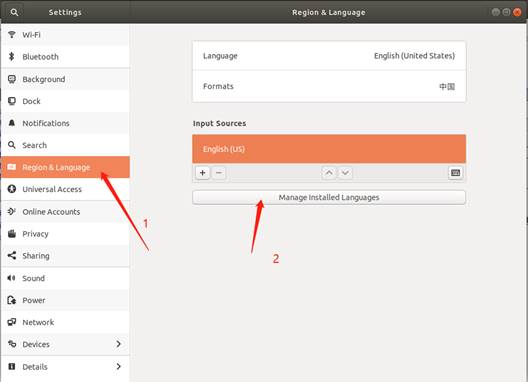 Settings
Region & Language
Wi-Fi
Bluetooth
Background
Dock
Notifications
Search
Region & Language
Universal Access
Online Accounts
Privacy
Sharing
Sound
Power
Network
Devices
Details
Language English (United States)
Formats 中国
Input Sources
English (US)
+ −
Manage Installed Languages
1
2